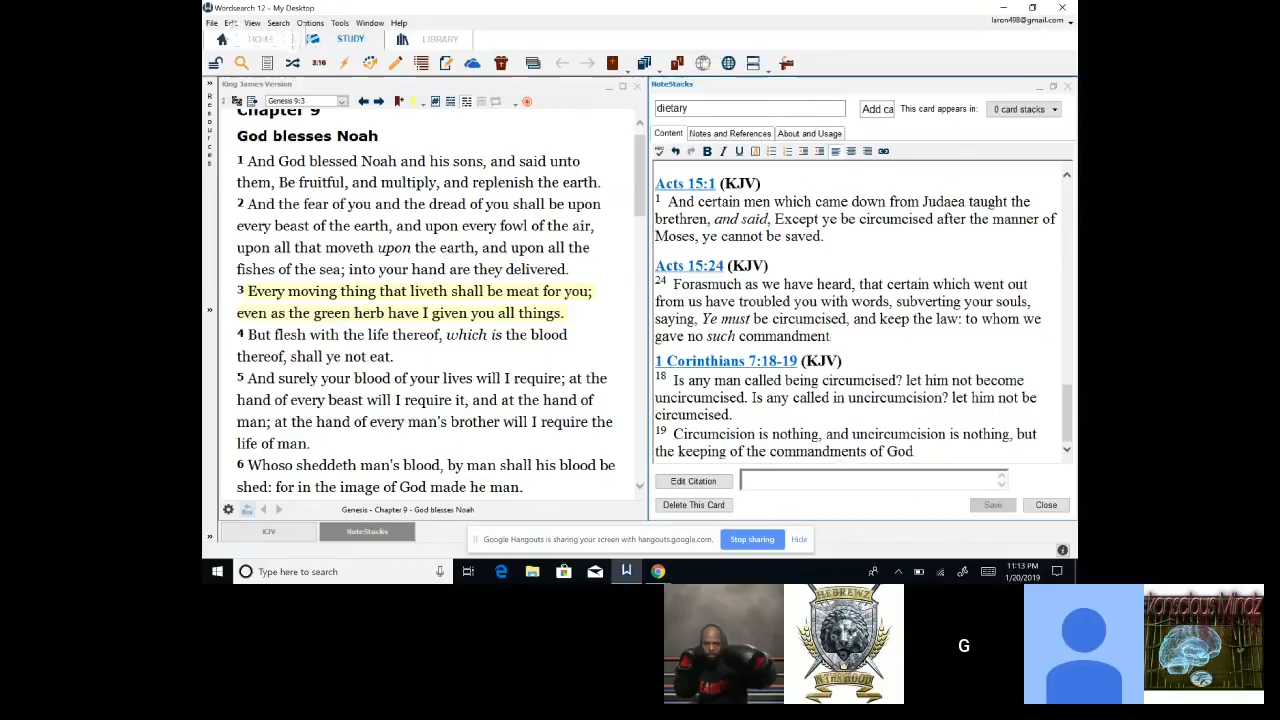 Wordsearch 12 - My Desktop
laron498@gmail.com
File Edit View Search Options Tools Window Help
HOME STUDY LIBRARY
3:16
King James Version
NoteStacks
Genesis 9:3
dietary
Add ca
This card appears in:
0 card stacks
Resources
Content
Notes and References
About and Usage
B I U
Chapter 9
God blesses Noah
1 And God blessed Noah and his sons, and said unto
them, Be fruitful, and multiply, and replenish the earth.
2 And the fear of you and the dread of you shall be upon
every beast of the earth, and upon every fowl of the air,
upon all that moveth upon the earth, and upon all the
fishes of the sea; into your hand are they delivered.
3 Every moving thing that liveth shall be meat for you;
even as the green herb have I given you all things.
4 But flesh with the life thereof, which is the blood
thereof, shall ye not eat.
5 And surely your blood of your lives will I require; at the
hand of every beast will I require it, and at the hand of
man; at the hand of every man's brother will I require the
life of man.
6 Whoso sheddeth man's blood, by man shall his blood be
shed: for in the image of God made he man.
Genesis - Chapter 9 - God blesses Noah
KJV
NoteStacks
Acts 15:1 (KJV)
1 And certain men which came down from Judaea taught the
brethren, and said, Except ye be circumcised after the manner of
Moses, ye cannot be saved.
Acts 15:24 (KJV)
24 Forasmuch as we have heard, that certain which went out
from us have troubled you with words, subverting your souls,
saying, Ye must be circumcised, and keep the law: to whom we
gave no such commandment
1 Corinthians 7:18-19 (KJV)
18 Is any man called being circumcised? let him not become
uncircumcised. Is any called in uncircumcision? let him not be
circumcised.
19 Circumcision is nothing, and uncircumcision is nothing, but
the keeping of the commandments of God
Edit Citation
Delete This Card
Save
Close
Google Hangouts is sharing your screen with hangouts.google.com.
Stop sharing
Hide
Type here to search
11:13 PM
1/20/2019
HEBREWZ
G
Konscious Mindz